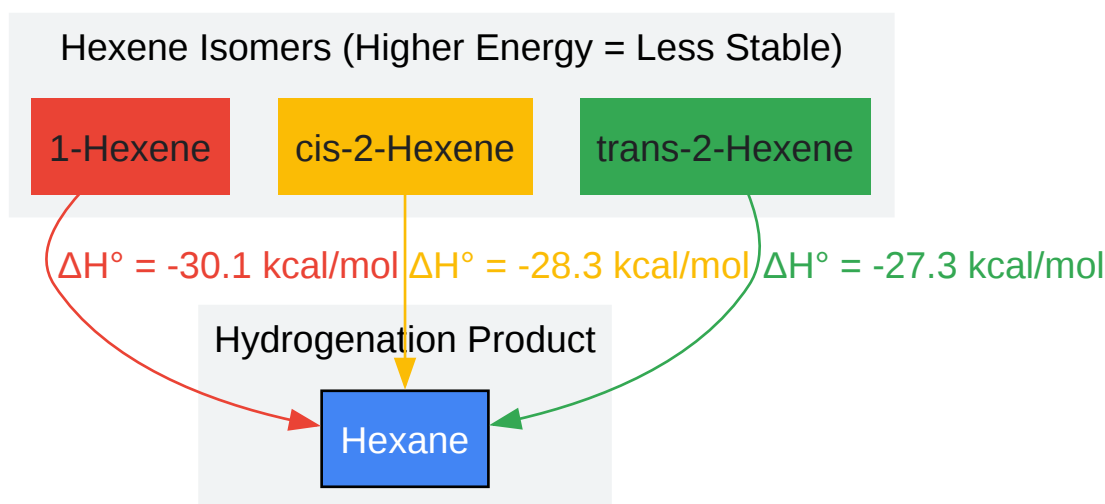 Hexene Isomers (Higher Energy = Less Stable)
1-Hexene
cis-2-Hexene
trans-2-Hexene
ΔH° = -30.1 kcal/mol
ΔH° = -28.3 kcal/mol
ΔH° = -27.3 kcal/mol
Hydrogenation Product
Hexane